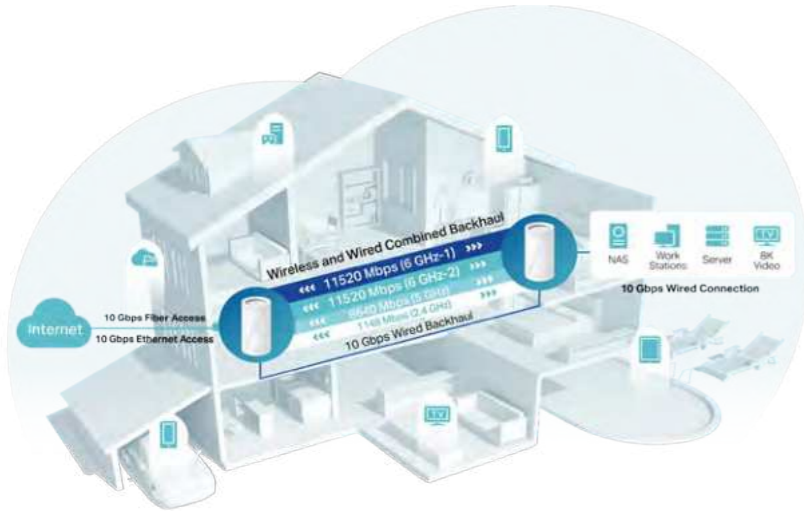 Wireless and Wired Combined Backhaul
11520 Mbps (6 GHz-1)
11520 Mbps (6 GHz-2)
8640 Mbps (5 GHz)
1148 Mbps (2.4 GHz)
10 Gbps Wired Backhaul
Internet
10 Gbps Fiber Access
10 Gbps Ethernet Access
NAS
Work
Stations
Server
TV
8K
Video
10 Gbps Wired Connection
TV